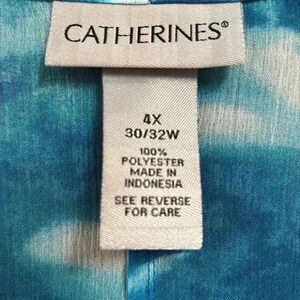 CATHERINES®
4X
30/32W
100%
POLYESTER
MADE IN
INDONESIA
SEE REVERSE
FOR CARE